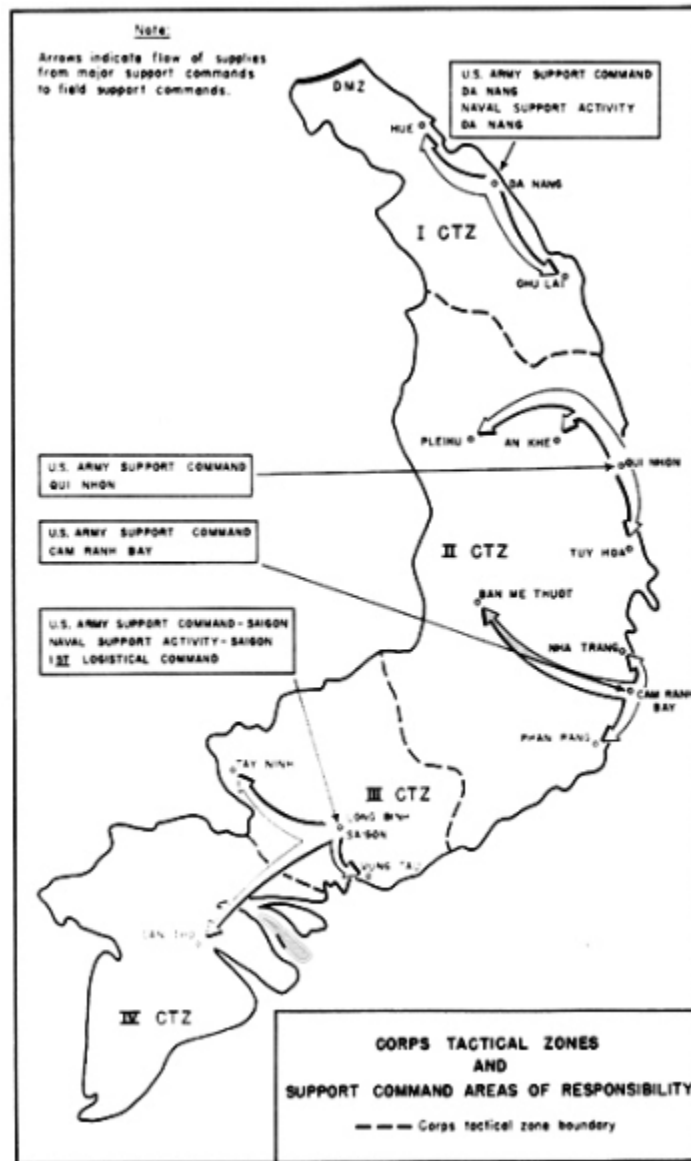 Note:
Arrows indicate flow of supplies
from major support commands
to field support commands.
U.S. ARMY SUPPORT COMMAND
DA NANG
NAVAL SUPPORT ACTIVITY
DA NANG
DMZ
HUE
DA NANG
I CTZ
CHU LAI
PLEIKU
AN KHE
QUI NHON
U.S. ARMY SUPPORT COMMAND
QUI NHON
U.S. ARMY SUPPORT COMMAND
CAM RANH BAY
TUY HOA
II CTZ
BAN ME THUOT
U.S. ARMY SUPPORT COMMAND-SAIGON
NAVAL SUPPORT ACTIVITY-SAIGON
1ST LOGISTICAL COMMAND
NHA TRANG
CAM RANH
BAY
PHAN RANG
TAY NINH
III CTZ
LONG BINH
SAIGON
VUNG TAU
CAN THO
IV CTZ
CORPS TACTICAL ZONES
AND
SUPPORT COMMAND AREAS OF RESPONSIBILITY
Corps tactical zone boundary